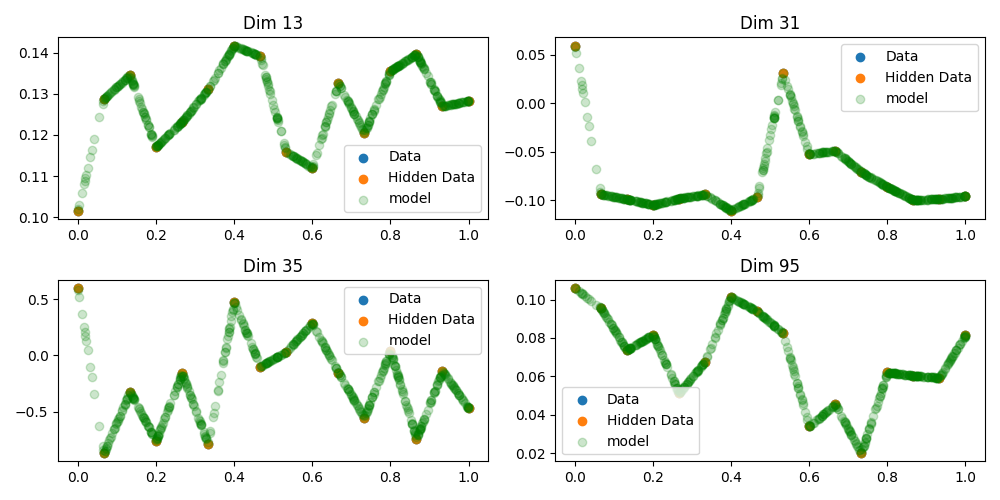 Dim 13
0.14
0.13
0.12
0.11
0.10
Data
Hidden Data
model
0.0 0.2 0.4 0.6 0.8 1.0
Dim 31
0.05
0.00
−0.05
−0.10
Data
Hidden Data
model
0.0 0.2 0.4 0.6 0.8 1.0
Dim 35
0.5
0.0
−0.5
Data
Hidden Data
model
0.0 0.2 0.4 0.6 0.8 1.0
Dim 95
0.10
0.08
0.06
0.04
0.02
Data
Hidden Data
model
0.0 0.2 0.4 0.6 0.8 1.0